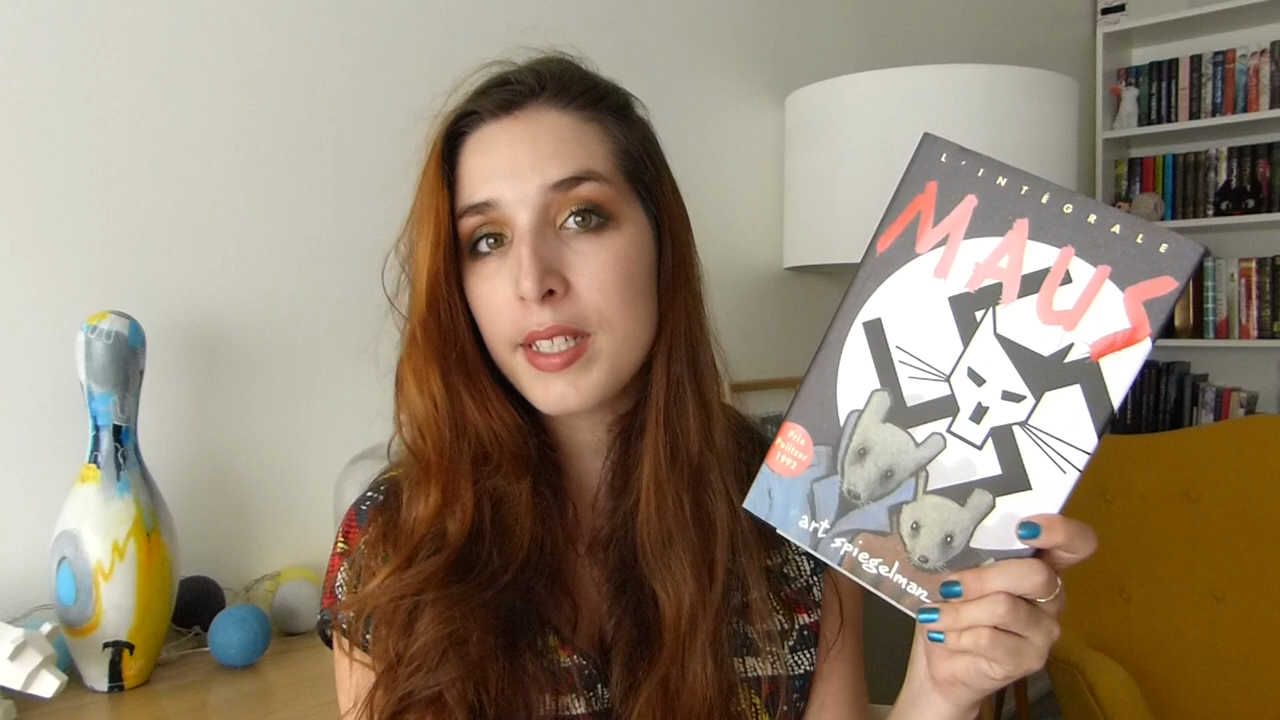 L'INTÉGRALE
MAUS
Prix
Pulitzer
1992
art spiegelman